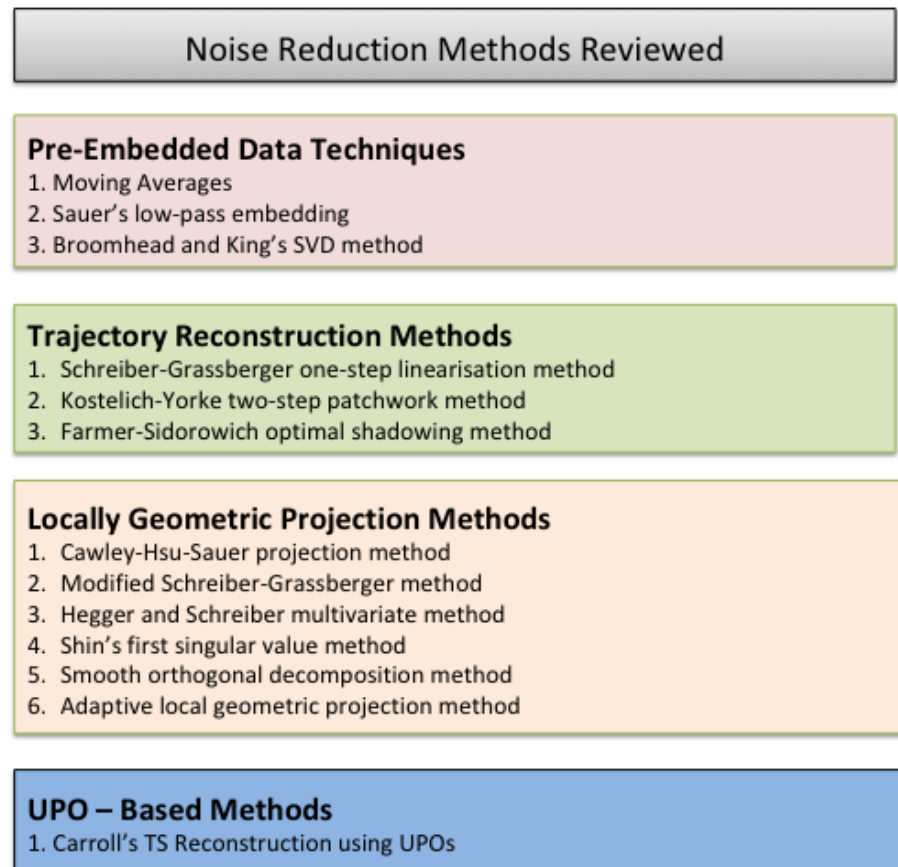 Noise Reduction Methods Reviewed
Pre-Embedded Data Techniques
1. Moving Averages
2. Sauer’s low-pass embedding
3. Broomhead and King’s SVD method
Trajectory Reconstruction Methods
1. Schreiber-Grassberger one-step linearisation method
2. Kostelich-Yorke two-step patchwork method
3. Farmer-Sidorowich optimal shadowing method
Locally Geometric Projection Methods
1. Cawley-Hsu-Sauer projection method
2. Modified Schreiber-Grassberger method
3. Hegger and Schreiber multivariate method
4. Shin’s first singular value method
5. Smooth orthogonal decomposition method
6. Adaptive local geometric projection method
UPO – Based Methods
1. Carroll’s TS Reconstruction using UPOs